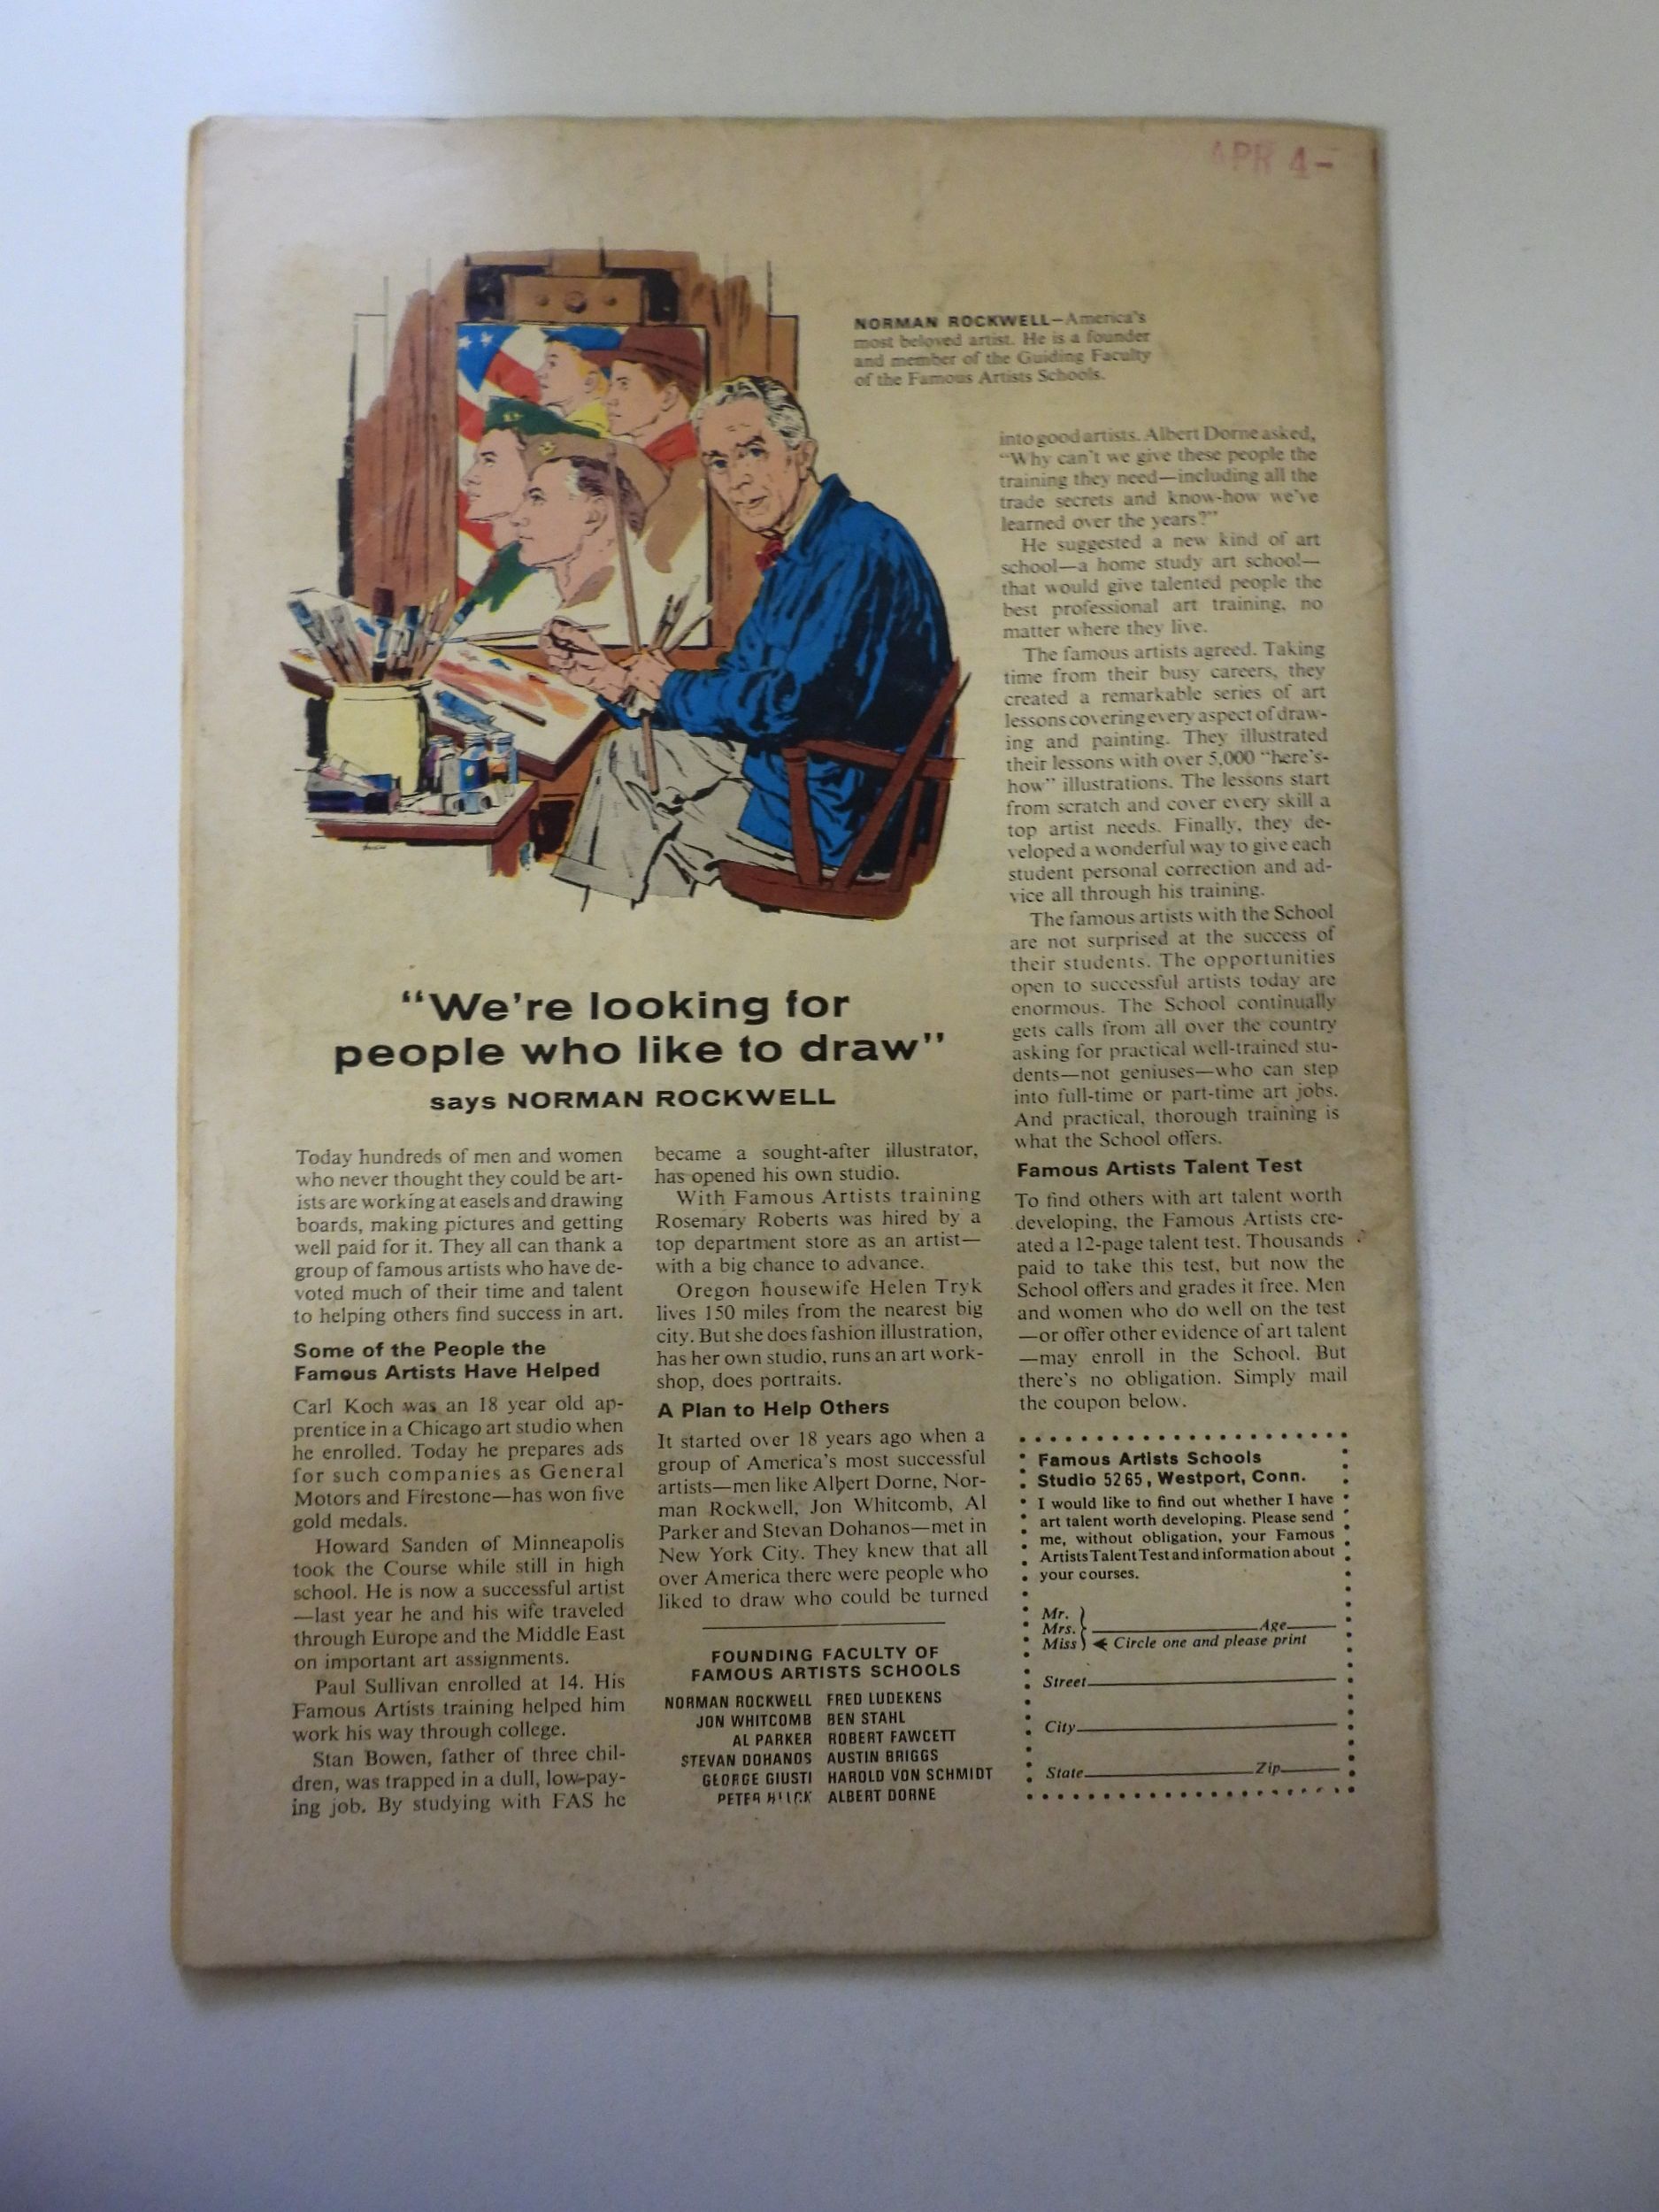 APR 4-
NORMAN ROCKWELL—America's
most beloved artist. He is a founder
and member of the Guiding Faculty
of the Famous Artists Schools.
"We're looking for
people who like to draw"
says NORMAN ROCKWELL
Today hundreds of men and women
who never thought they could be art-
ists are working at easels and drawing
boards, making pictures and getting
well paid for it. They all can thank a
group of famous artists who have de-
voted much of their time and talent
to helping others find success in art.
Some of the People the
Famous Artists Have Helped
Carl Koch was an 18 year old ap-
prentice in a Chicago art studio when
he enrolled. Today he prepares ads
for such companies as General
Motors and Firestone—has won five
gold medals.
Howard Sanden of Minneapolis
took the Course while still in high
school. He is now a successful artist
—last year he and his wife traveled
through Europe and the Middle East
on important art assignments.
Paul Sullivan enrolled at 14. His
Famous Artists training helped him
work his way through college.
Stan Bowen, father of three chil-
dren, was trapped in a dull, low-pay-
ing job. By studying with FAS he
became a sought-after illustrator,
has opened his own studio.
With Famous Artists training
Rosemary Roberts was hired by a
top department store as an artist—
with a big chance to advance.
Oregon housewife Helen Tryk
lives 150 miles from the nearest big
city. But she does fashion illustration,
has her own studio, runs an art work-
shop, does portraits.
A Plan to Help Others
It started over 18 years ago when a
group of America's most successful
artists—men like Albert Dorne, Nor-
man Rockwell, Jon Whitcomb, Al
Parker and Stevan Dohanos—met in
New York City. They knew that all
over America there were people who
liked to draw who could be turned
FOUNDING FACULTY OF
FAMOUS ARTISTS SCHOOLS
NORMAN ROCKWELL FRED LUDEKENS
JON WHITCOMB BEN STAHL
AL PARKER ROBERT FAWCETT
STEVAN DOHANOS AUSTIN BRIGGS
GEORGE GIUSTI HAROLD VON SCHMIDT
PETER ALBERT DORNE
into good artists. Albert Dorne asked,
"Why can't we give these people the
training they need—including all the
trade secrets and know-how we've
learned over the years?"
He suggested a new kind of art
school—a home study art school—
that would give talented people the
best professional art training, no
matter where they live.
The famous artists agreed. Taking
time from their busy careers, they
created a remarkable series of art
lessons covering every aspect of draw-
ing and painting. They illustrated
their lessons with over 5,000 "here's-
how" illustrations. The lessons start
from scratch and cover every skill a
top artist needs. Finally, they de-
veloped a wonderful way to give each
student personal correction and ad-
vice all through his training.
The famous artists with the School
are not surprised at the success of
their students. The opportunities
open to successful artists today are
enormous. The School continually
gets calls from all over the country
asking for practical well-trained stu-
dents—not geniuses—who can step
into full-time or part-time art jobs.
And practical, thorough training is
what the School offers.
Famous Artists Talent Test
To find others with art talent worth
developing, the Famous Artists cre-
ated a 12-page talent test. Thousands
paid to take this test, but now the
School offers and grades it free. Men
and women who do well on the test
—or offer other evidence of art talent
—may enroll in the School. But
there's no obligation. Simply mail
the coupon below.
Famous Artists Schools
Studio 5265, Westport, Conn.
I would like to find out whether I have
art talent worth developing. Please send
me, without obligation, your Famous
Artists Talent Test and information about
your courses.
Mr.
Mrs. Age
Miss Circle one and please print
Street
City
State Zip